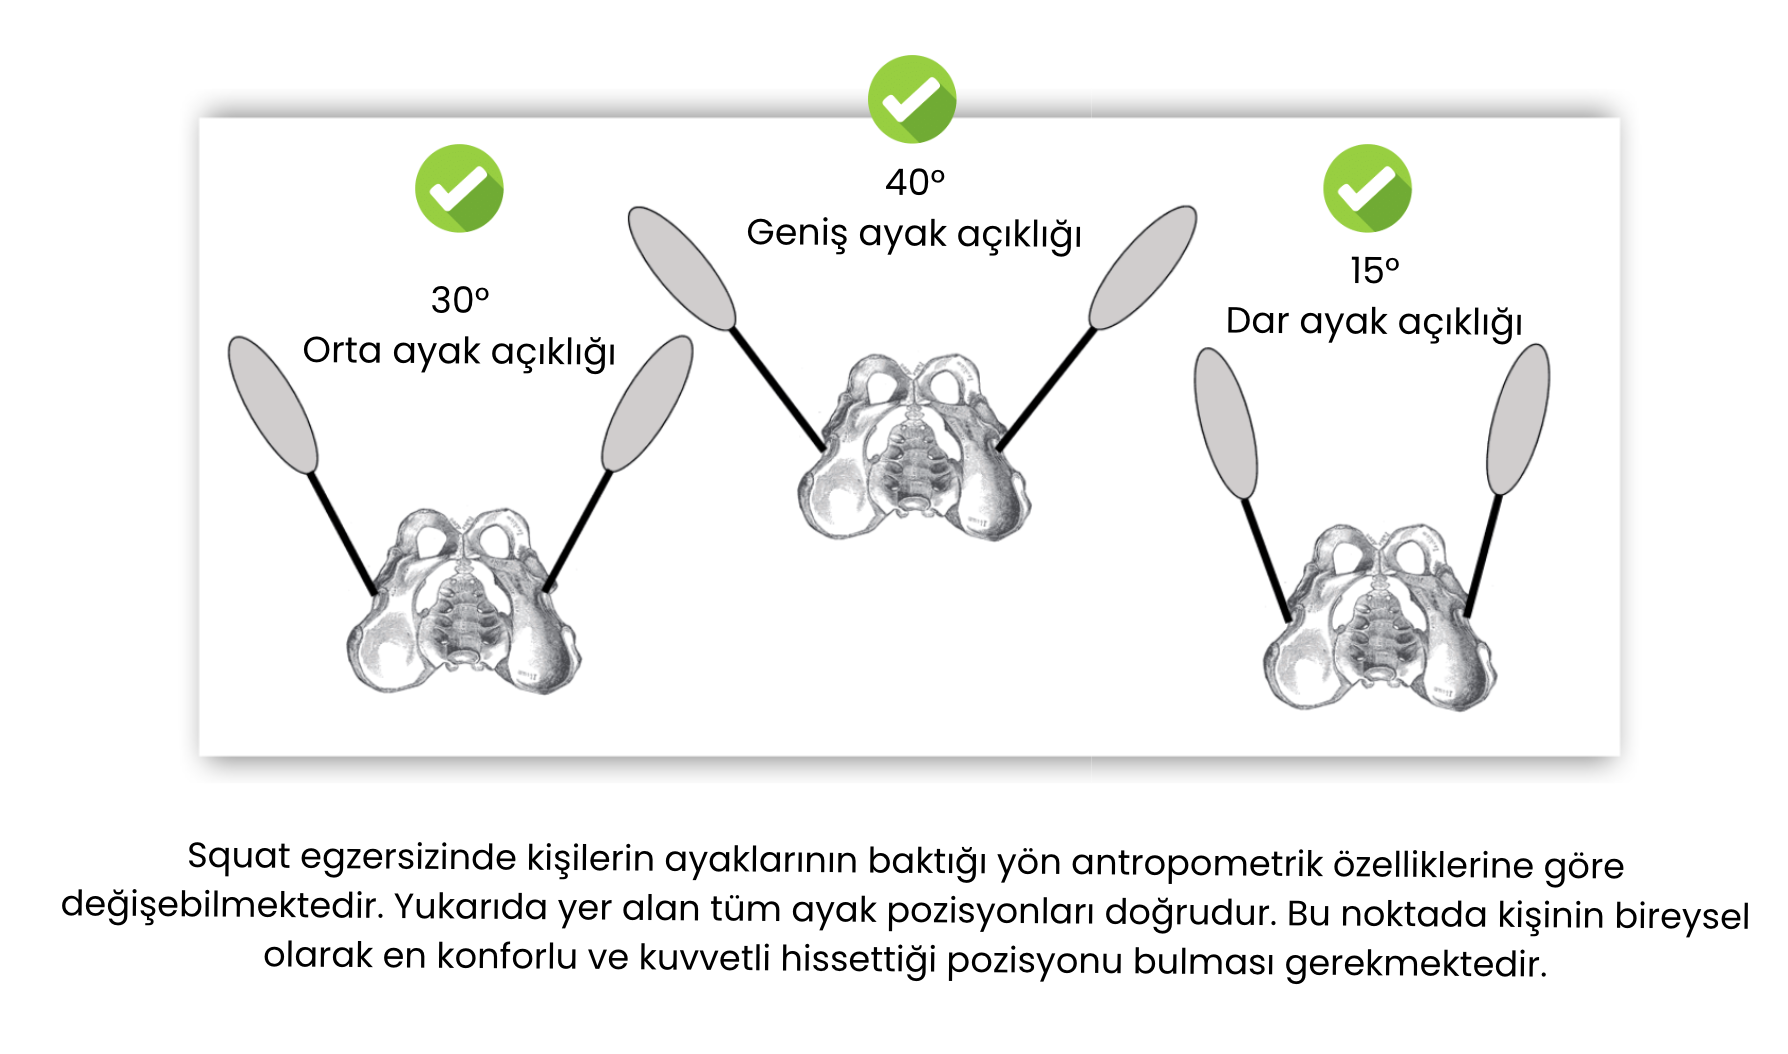 40°
Geniş ayak açıklığı
30°
Orta ayak açıklığı
15°
Dar ayak açıklığı
Squat egzersizinde kişilerin ayaklarının baktığı yön antropometrik özelliklerine göre
değişebilmektedir. Yukarıda yer alan tüm ayak pozisyonları doğrudur. Bu noktada kişinin bireysel
olarak en konforlu ve kuvvetli hissettiği pozisyonu bulması gerekmektedir.